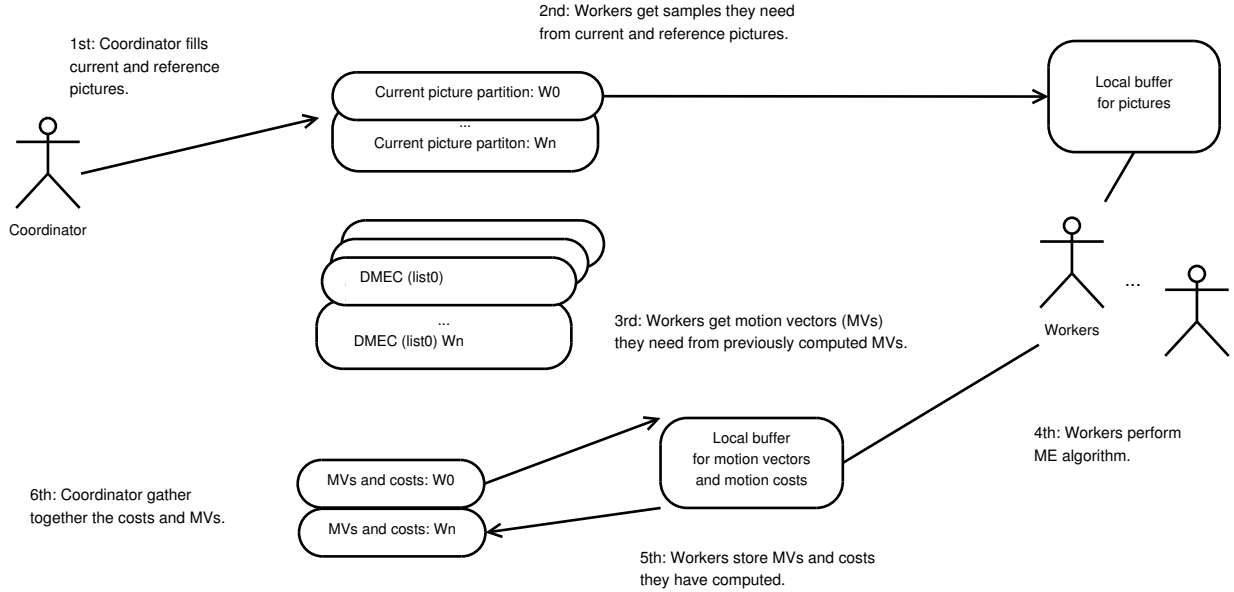 2nd: Workers get samples they need
from current and reference pictures.
1st: Coordinator fills
current and reference
pictures.
Current picture partition: W0
...
Current picture partiton: Wn
Local buffer
for pictures
Coordinator
DMEC (list0)
...
DMEC (list0) Wn
3rd: Workers get motion vectors (MVs)
they need from previously computed MVs.
...
Workers
Local buffer
for motion vectors
and motion costs
4th: Workers perform
ME algorithm.
MVs and costs: W0
6th: Coordinator gather
together the costs and MVs.
MVs and costs: Wn
5th: Workers store MVs and costs
they have computed.